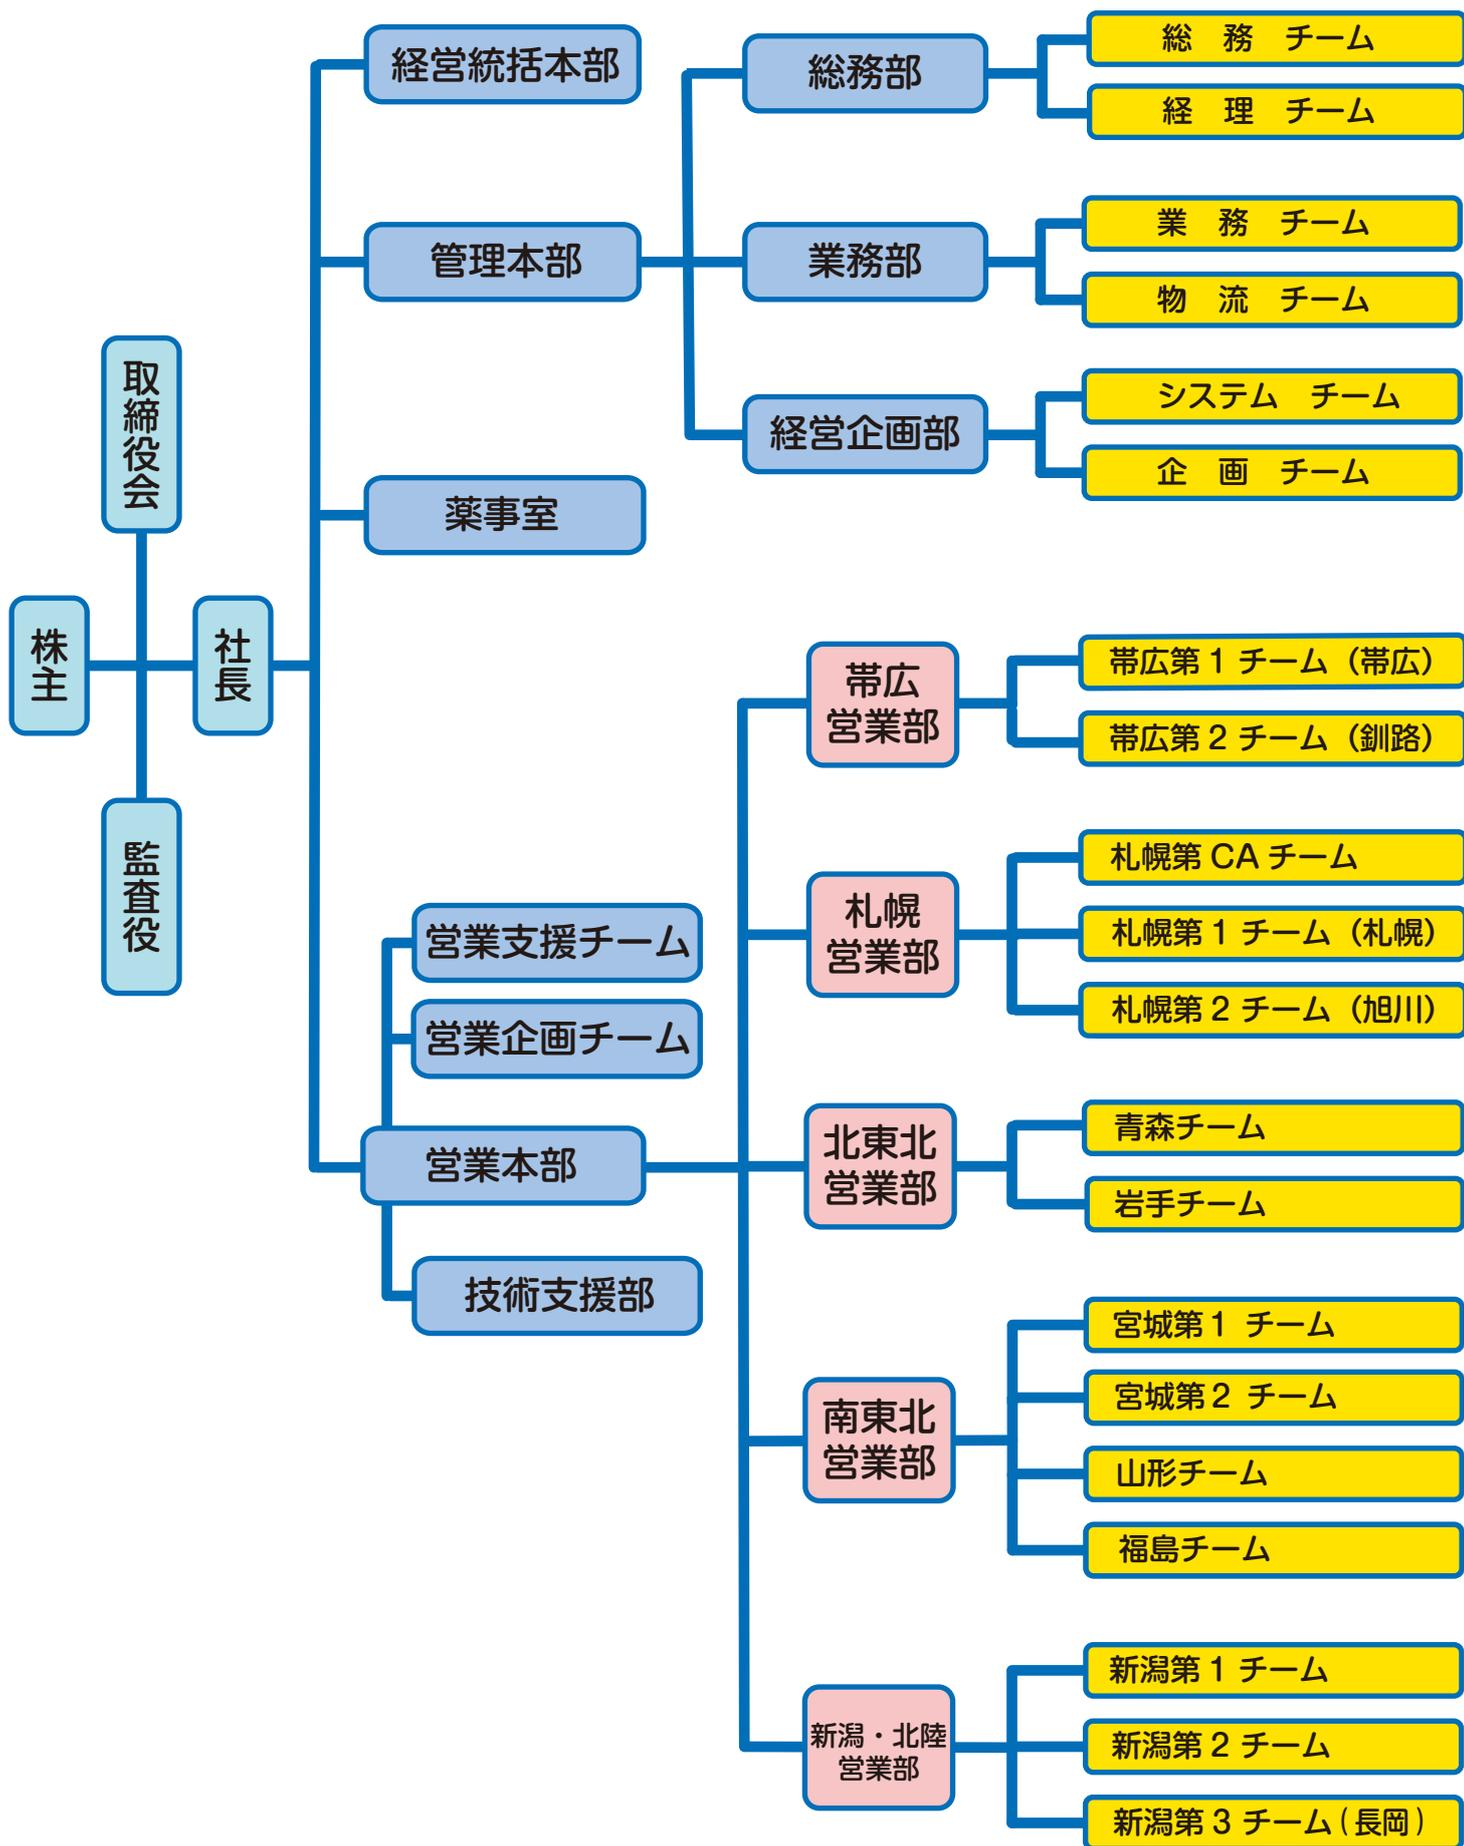 株主
取締役会
監査役
社長
経営統括本部
管理本部
総務部
総　務　チーム
経　理　チーム
業務部
業　務　チーム
物　流　チーム
経営企画部
システム　チーム
企　画　チーム
薬事室
営業支援チーム
営業企画チーム
営業本部
技術支援部
帯広
営業部
帯広第 1 チーム（帯広）
帯広第 2 チーム（釧路）
札幌
営業部
札幌第 CA チーム
札幌第 1 チーム（札幌）
札幌第 2 チーム（旭川）
北東北
営業部
青森チーム
岩手チーム
南東北
営業部
宮城第 1 チーム
宮城第 2 チーム
山形チーム
福島チーム
新潟・北陸
営業部
新潟第 1 チーム
新潟第 2 チーム
新潟第 3 チーム ( 長岡 )